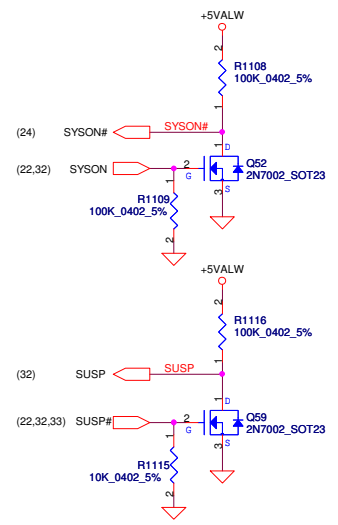 +5VALW
2
R1108
100K_0402_5%
1
(24) SYSON# SYSON#
1 D
(22,32) SYSON 2 G Q52
2N7002_SOT23
1 3 S
R1109
100K_0402_5%
2
+5VALW
2
R1116
100K_0402_5%
1
(32) SUSP SUSP
1 D
(22,32,33) SUSP# 2 G Q59
2N7002_SOT23
1 3 S
R1115
10K_0402_5%
2